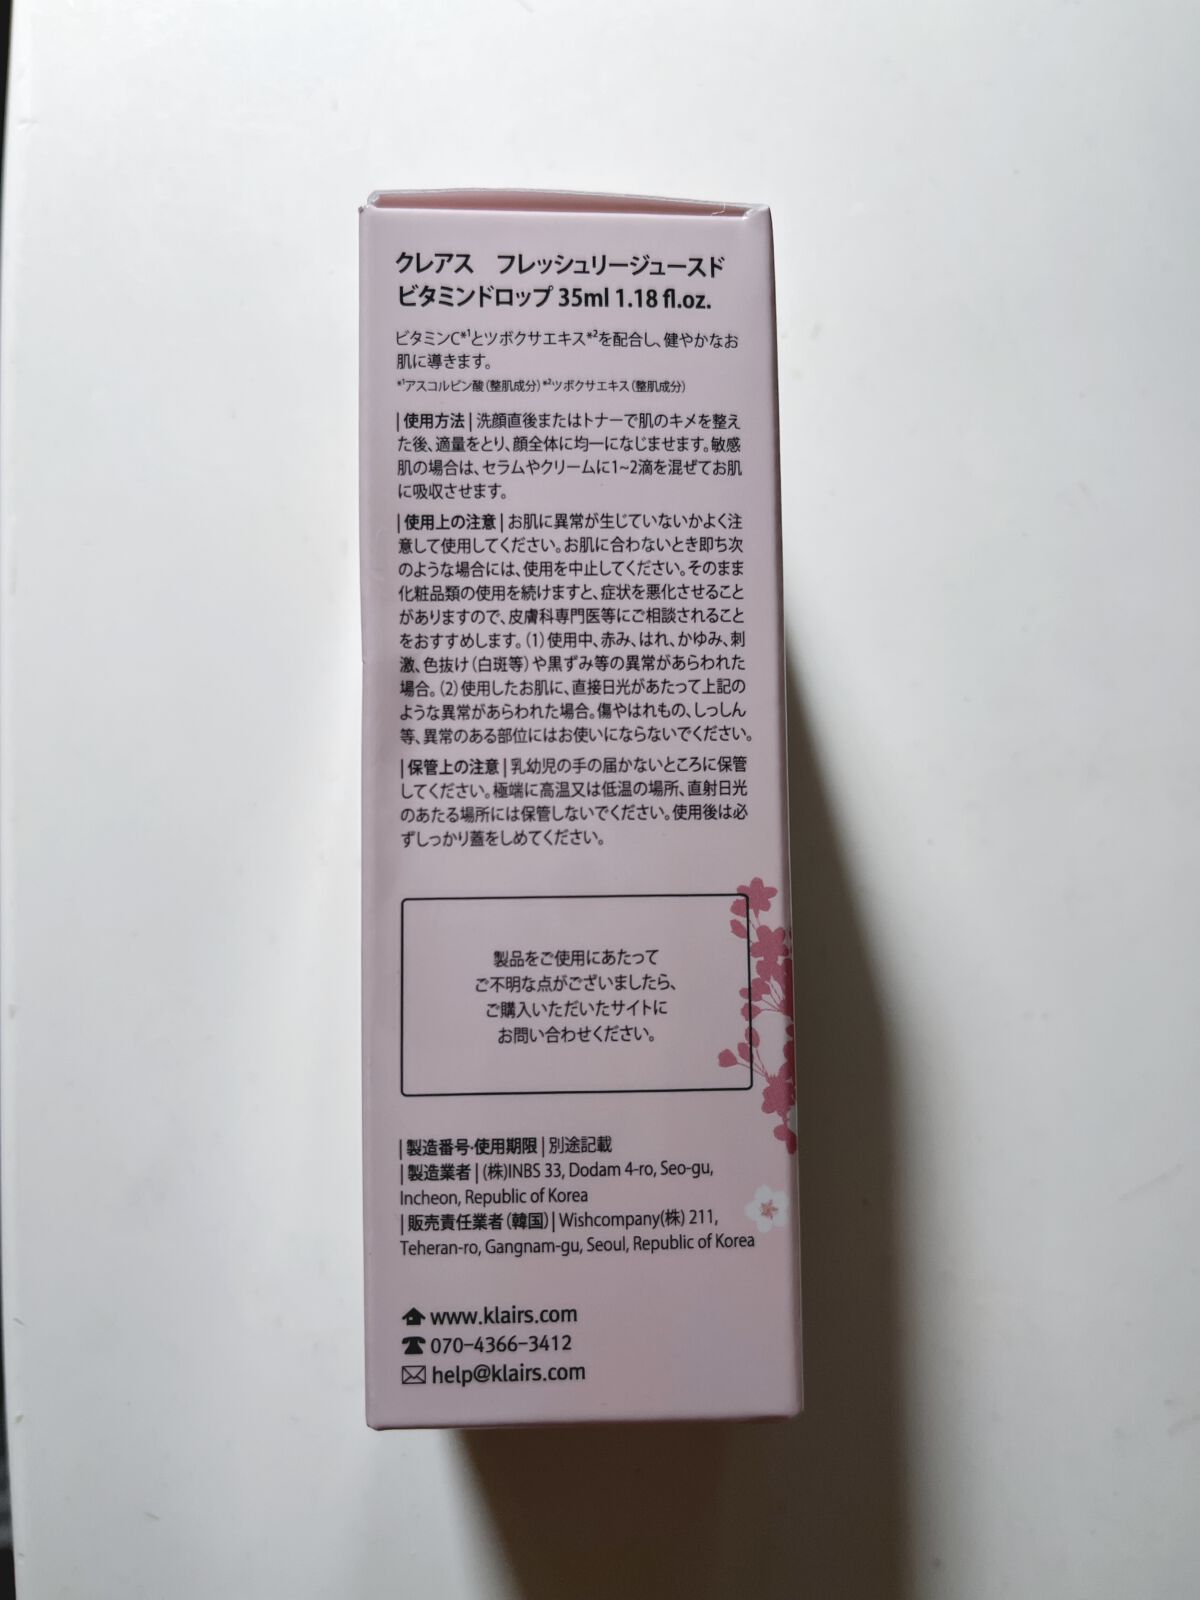 クレアス　フレッシュリージュースド
ビタミンドロップ 35ml 1.18 fl.oz.
ビタミンC*1とツボクサエキス*2を配合し、健やかなお
肌に導きます。
*1アスコルビン酸（整肌成分）*2ツボクサエキス（整肌成分）
| 使用方法 | 洗顔直後またはトナーで肌のキメを整え
た後、適量をとり、顔全体に均一になじませます。敏感
肌の場合は、セラムやクリームに1~2滴を混ぜてお肌
に吸収させます。
| 使用上の注意 | お肌に異常が生じていないかよく注
意して使用してください。お肌に合わないとき即ち次
のような場合には、使用を中止してください。そのまま
化粧品類の使用を続けますと、症状を悪化させること
がありますので、皮膚科専門医等にご相談されること
をおすすめします。（1）使用中、赤み、はれ、かゆみ、刺
激、色抜け（白斑等）や黒ずみ等の異常があらわれた
場合。（2）使用したお肌に、直接日光があたって上記の
ような異常があらわれた場合。傷やはれもの、しっしん
等、異常のある部位にはお使いにならないでください。
| 保管上の注意 | 乳幼児の手の届かないところに保管
してください。極端に高温又は低温の場所、直射日光
のあたる場所には保管しないでください。使用後は必
ずしっかり蓋をしめてください。
製品をご使用にあたって
ご不明な点がございましたら、
ご購入いただいたサイトに
お問い合わせください。
| 製造番号·使用期限 | 別途記載
| 製造業者 | (株)INBS 33, Dodam 4-ro, Seo-gu,
Incheon, Republic of Korea
| 販売責任業者（韓国） | Wishcompany(株) 211,
Teheran-ro, Gangnam-gu, Seoul, Republic of Korea
www.klairs.com
070-4366-3412
help@klairs.com